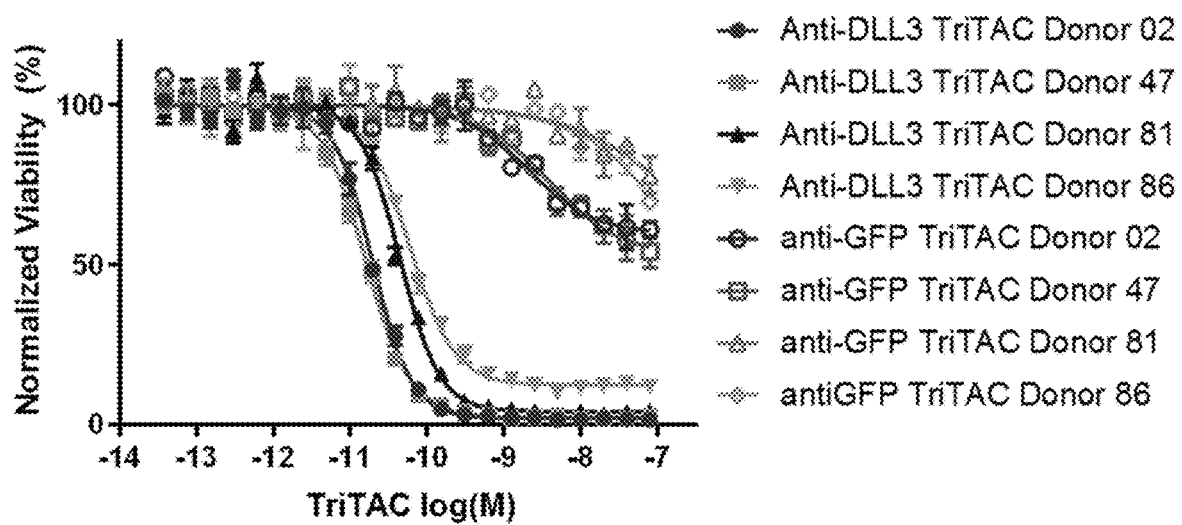 Normalized Viability (%)
100
50
0
-14 -13 -12 -11 -10 -9 -8 -7
TriTAC log(M)
Anti-DLL3 TriTAC Donor 02
Anti-DLL3 TriTAC Donor 47
Anti-DLL3 TriTAC Donor 81
Anti-DLL3 TriTAC Donor 86
anti-GFP TriTAC Donor 02
anti-GFP TriTAC Donor 47
anti-GFP TriTAC Donor 81
antiGFP TriTAC Donor 86